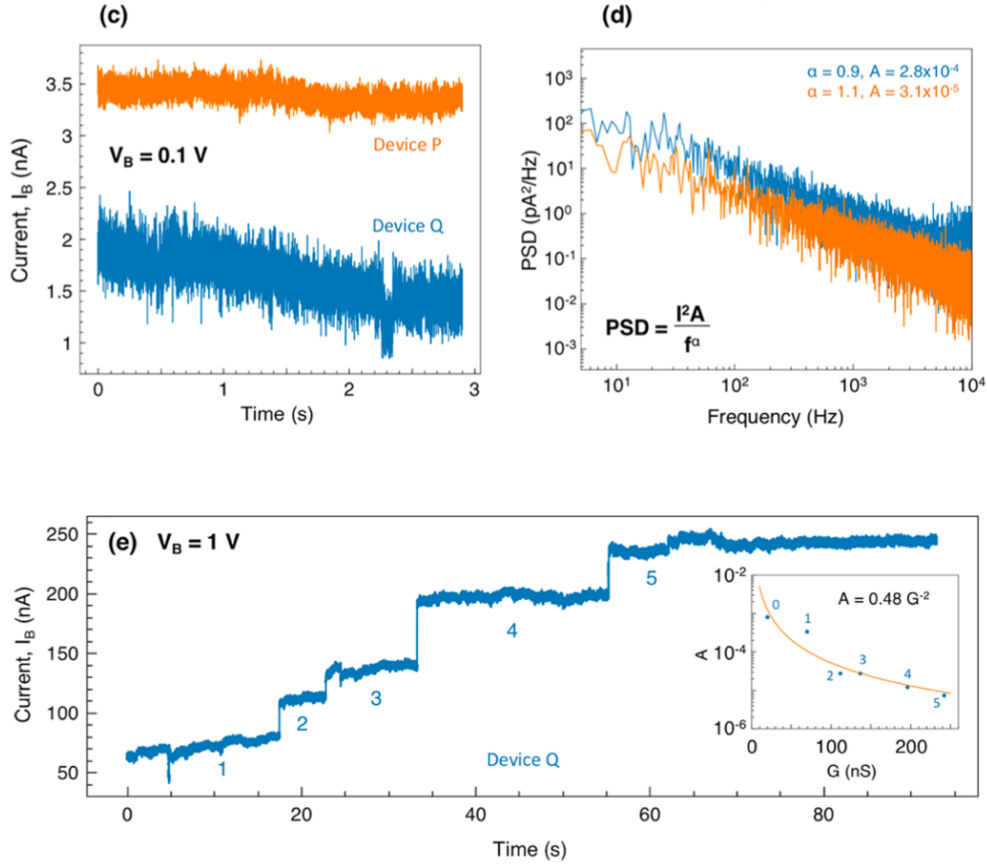 (c)
(d)
Current, I_B (nA)
3.5
3
2.5
2
1.5
1
V_B = 0.1 V
Device P
Device Q
0
1
2
3
Time (s)
PSD (pA²/Hz)
10³
10²
10¹
10⁰
10⁻¹
10⁻²
10⁻³
α = 0.9, A = 2.8x10⁻⁴
α = 1.1, A = 3.1x10⁻⁵
PSD = I²A / f^α
10¹
10²
10³
10⁴
Frequency (Hz)
(e) V_B = 1 V
Current, I_B (nA)
250
200
150
100
50
1
2
3
4
5
Device Q
0
20
40
60
80
Time (s)
A
10⁻²
10⁻⁴
10⁻⁶
A = 0.48 G⁻²
0
1
2
3
4
5
0
100
200
G (nS)